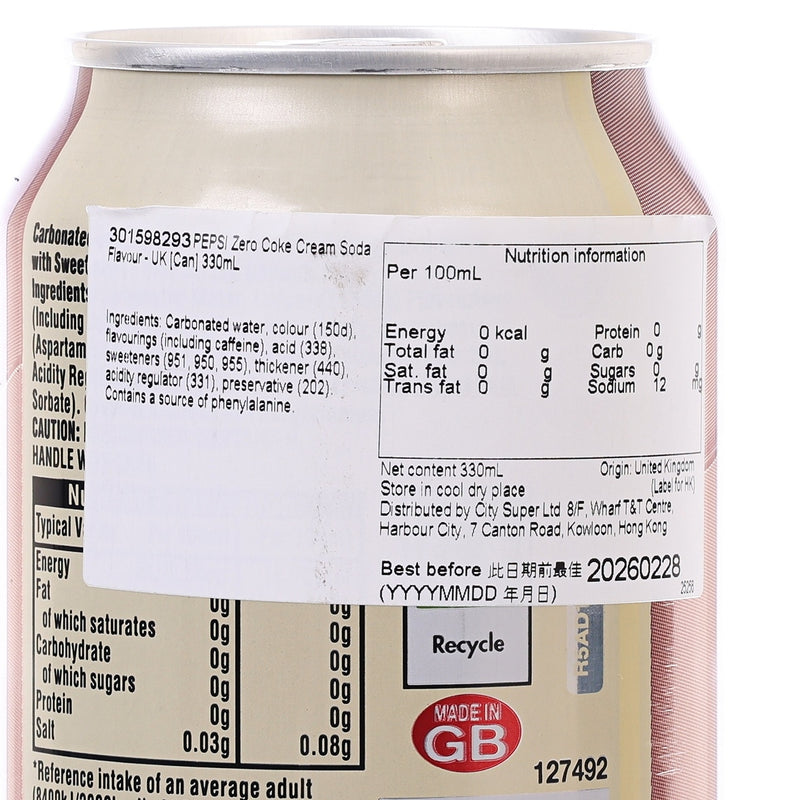 301598293 PEPSI Zero Coke Cream Soda
Flavour - UK [Can] 330mL
Ingredients: Carbonated water, colour (150d),
flavourings (including caffeine), acid (338),
sweeteners (951, 950, 955), thickener (440),
acidity regulator (331), preservative (202).
Contains a source of phenylalanine.
Nutrition information
Per 100mL
Energy 0 kcal Protein 0 g
Total fat 0 g Carb 0 g
Sat. fat 0 g Sugars 0 g
Trans fat 0 g Sodium 12 mg
Net content 330mL Origin: United Kingdom
Store in cool dry place (Label for HK)
Distributed by City Super Ltd 8/F, Wharf T&T Centre,
Harbour City, 7 Canton Road, Kowloon, Hong Kong
Best before 此日期前最佳 20260228
(YYYYMMDD 年月日)
Carbonated
with Sweet
Ingredients
(Including
(Aspartam
Acidity Reg
Sorbate).
CAUTION:
HANDLE W
Nu
Typical V
Energy
Fat 0g 0g
of which saturates 0g 0g
Carbohydrate 0g 0g
of which sugars 0g 0g
Protein 0g 0g
Salt 0.03g 0.08g
*Reference intake of an average adult
Recycle
MADE IN
GB
127492